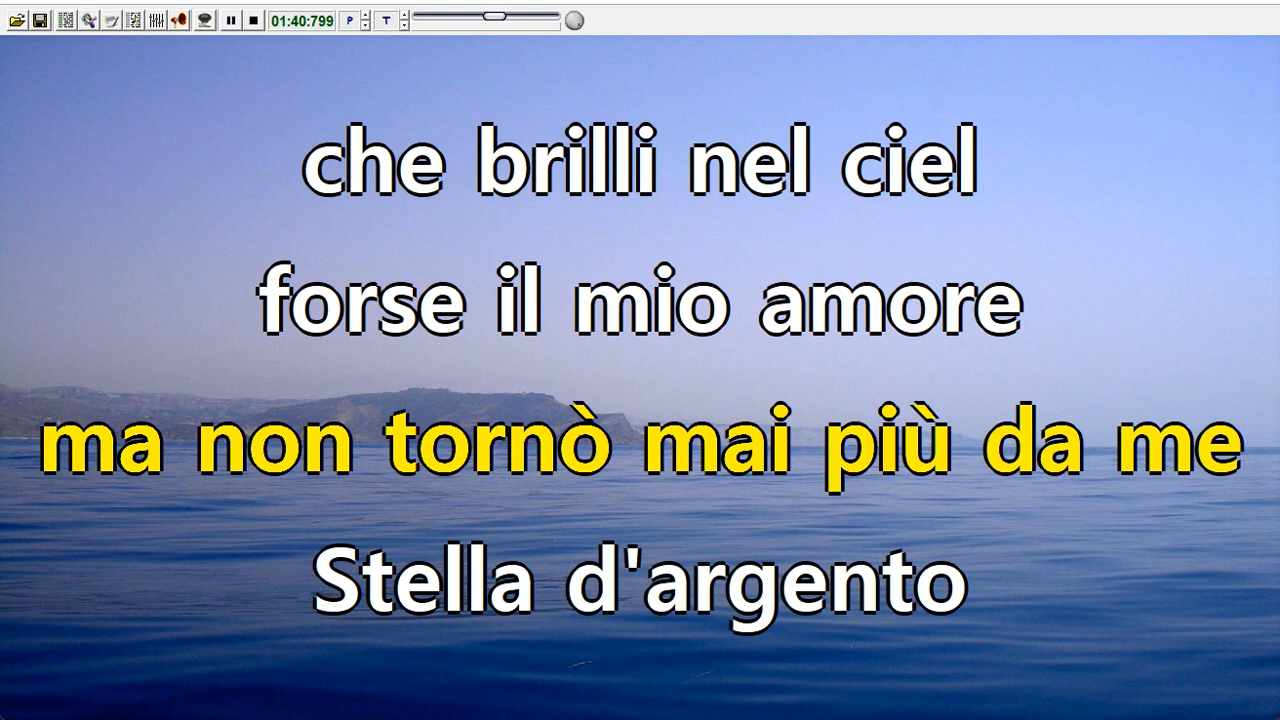 01:40:799 P T
che brilli nel ciel
forse il mio amore
ma non tornò mai più da me
Stella d'argento